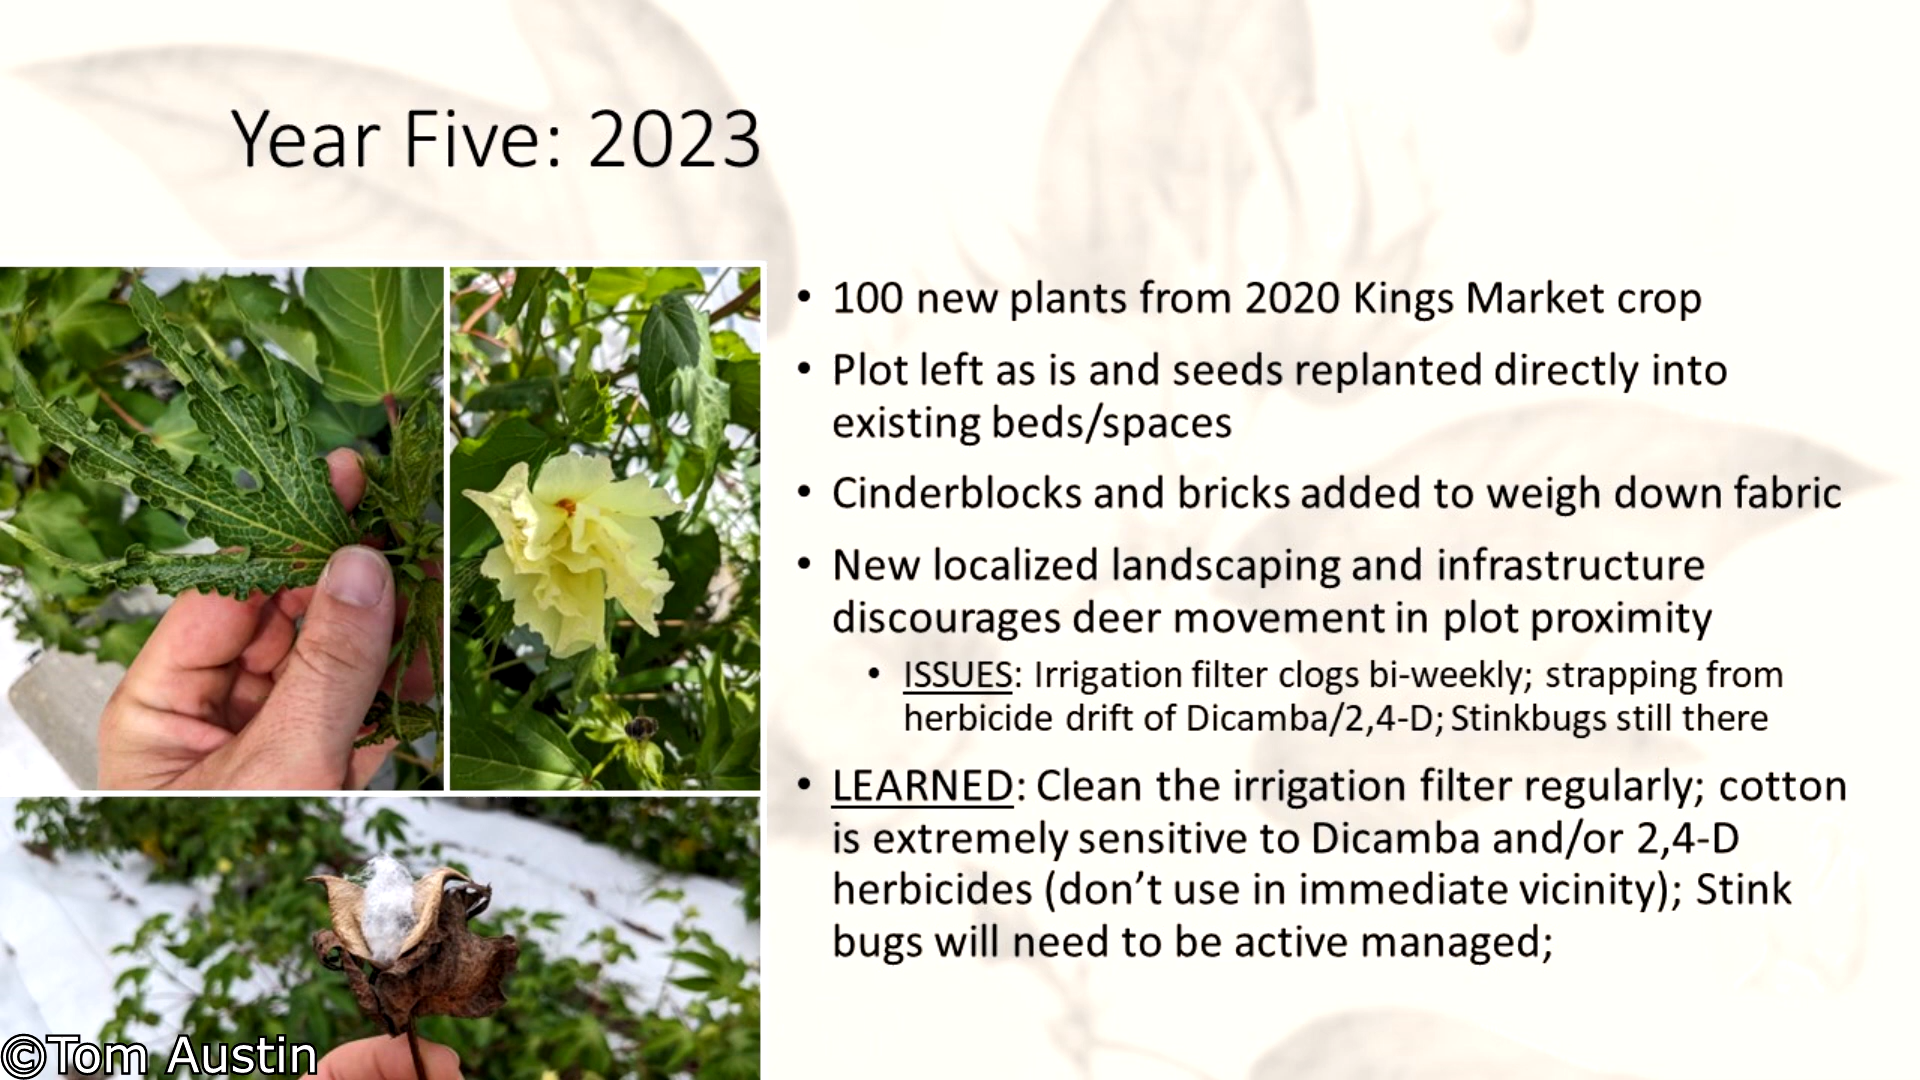 Year Five: 2023
• 100 new plants from 2020 Kings Market crop
• Plot left as is and seeds replanted directly into
existing beds/spaces
• Cinderblocks and bricks added to weigh down fabric
• New localized landscaping and infrastructure
discourages deer movement in plot proximity
• ISSUES: Irrigation filter clogs bi-weekly; strapping from
herbicide drift of Dicamba/2,4-D; Stinkbugs still there
• LEARNED: Clean the irrigation filter regularly; cotton
is extremely sensitive to Dicamba and/or 2,4-D
herbicides (don’t use in immediate vicinity); Stink
bugs will need to be active managed;
©Tom Austin